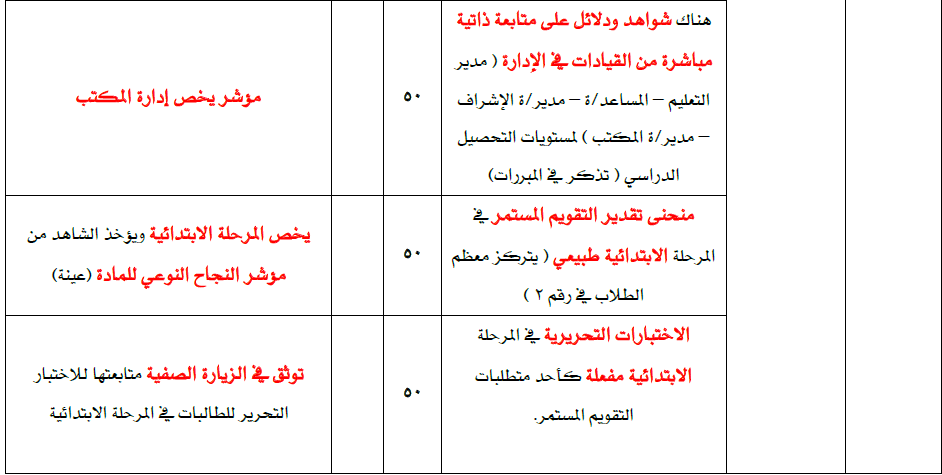 هناك شواهد ودلائل على متابعة ذاتية
مباشرة من القيادات في الإدارة ( مدير
التعليم – المساعد/ة – مدير/ة الإشراف
– مدير/ة المكتب ) لمستويات التحصيل
الدراسي ( تذكر في المبررات)
٥٠
مؤشر يخص إدارة المكتب
منحنى تقدير التقويم المستمر في
المرحلة الابتدائية طبيعي ( يتركز معظم
الطلاب في رقم ٢ )
٥٠
يخص المرحلة الابتدائية ويؤخذ الشاهد من
مؤشر النجاح النوعي للمادة (عينة)
الاختبارات التحريرية في المرحلة
الابتدائية مفعلة كأحد متطلبات
التقويم المستمر.
٥٠
توثق في الزيارة الصفية متابعتها للاختبار
التحرير للطالبات في المرحلة الابتدائية